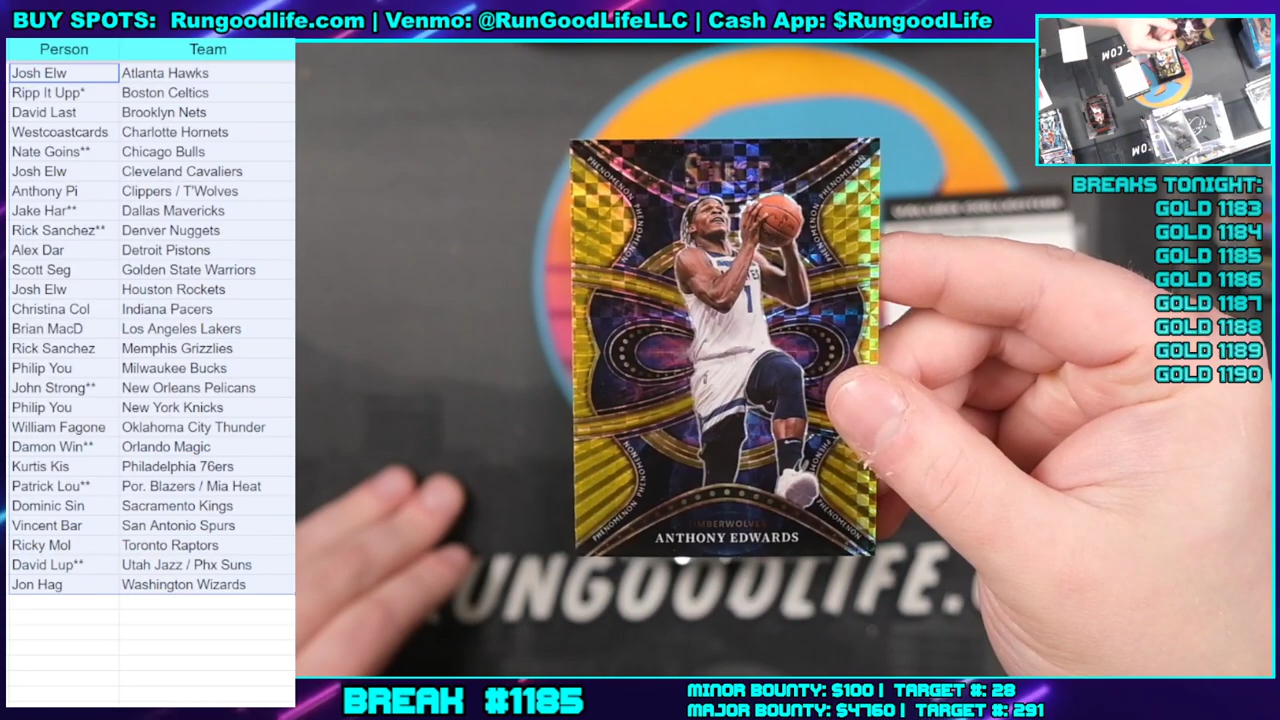 BUY SPOTS: Rungoodlife.com | Venmo: @RunGoodLifeLLC | Cash App: $RungoodLife
Person Team
Josh Elw Atlanta Hawks
Ripp It Upp* Boston Celtics
David Last Brooklyn Nets
Westcoastcards Charlotte Hornets
Nate Goins** Chicago Bulls
Josh Elw Cleveland Cavaliers
Anthony Pi Clippers / T'Wolves
Jake Har** Dallas Mavericks
Rick Sanchez** Denver Nuggets
Alex Dar Detroit Pistons
Scott Seg Golden State Warriors
Josh Elw Houston Rockets
Christina Col Indiana Pacers
Brian MacD Los Angeles Lakers
Rick Sanchez Memphis Grizzlies
Philip You Milwaukee Bucks
John Strong** New Orleans Pelicans
Philip You New York Knicks
William Fagone Oklahoma City Thunder
Damon Win** Orlando Magic
Kurtis Kis Philadelphia 76ers
Patrick Lou** Por. Blazers / Mia Heat
Dominic Sin Sacramento Kings
Vincent Bar San Antonio Spurs
Ricky Mol Toronto Raptors
David Lup** Utah Jazz / Phx Suns
Jon Hag Washington Wizards
SELECT
PHENOMENON PHENOMENON
PHENOMENON PHENOMENON
1
PHENOMENON PHENOMENON
TIMBERWOLVES
ANTHONY EDWARDS
RUNGOODLIFE.
.COM
BREAKS TONIGHT:
GOLD 1183
GOLD 1184
GOLD 1185
GOLD 1186
GOLD 1187
GOLD 1188
GOLD 1189
GOLD 1190
BREAK #1185
MINOR BOUNTY: $100 | TARGET #: 28
MAJOR BOUNTY: $4760 | TARGET #: 291